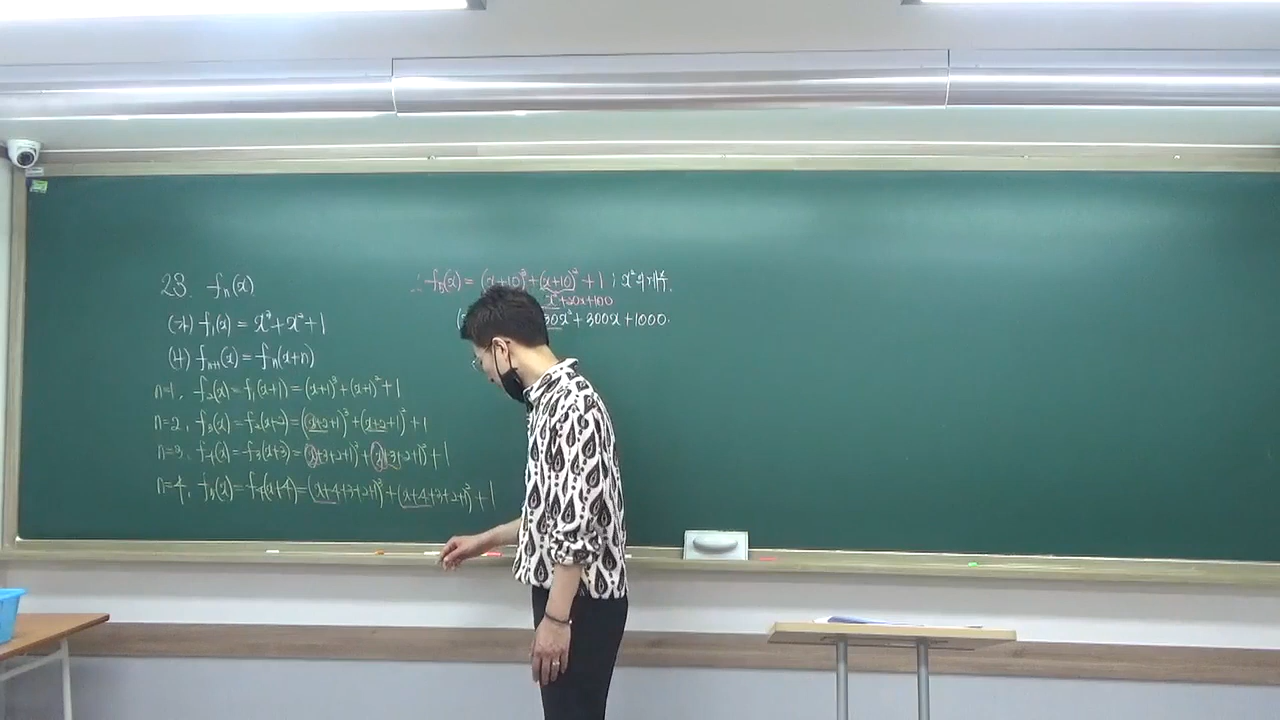 23. fₙ(x)
(가) f₁(x) = x³+x²+1
(나) fₙ₊₁(x) = fₙ(x+n)
n=1, f₂(x)=f₁(x+1)=(x+1)³+(x+1)²+1
n=2, f₃(x)=f₂(x+2)=(x+2+1)³+(x+2+1)²+1
n=3, f₄(x)=f₃(x+3)=(x+3+2+1)³+(x+3+2+1)²+1
n=4, f₅(x)=f₄(x+4)=(x+4+3+2+1)³+(x+4+3+2+1)²+1
∴ f₅(x) = (x+10)³+(x+10)²+1 ; x²의 계수.
x²+20x+100
30x²+300x+1000.